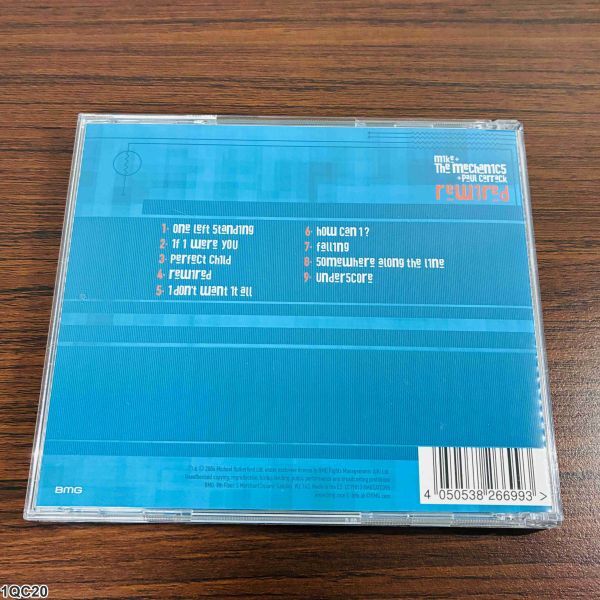 mike+
The mechanics
+paul carrack
rewired
1· one left standing
2· if i were you
3· perfect child
4· rewired
5· i don't want it all
6· how can i?
7· falling
8· somewhere along the line
9· underscore
BMG
4 050538 266993 >
1QC20